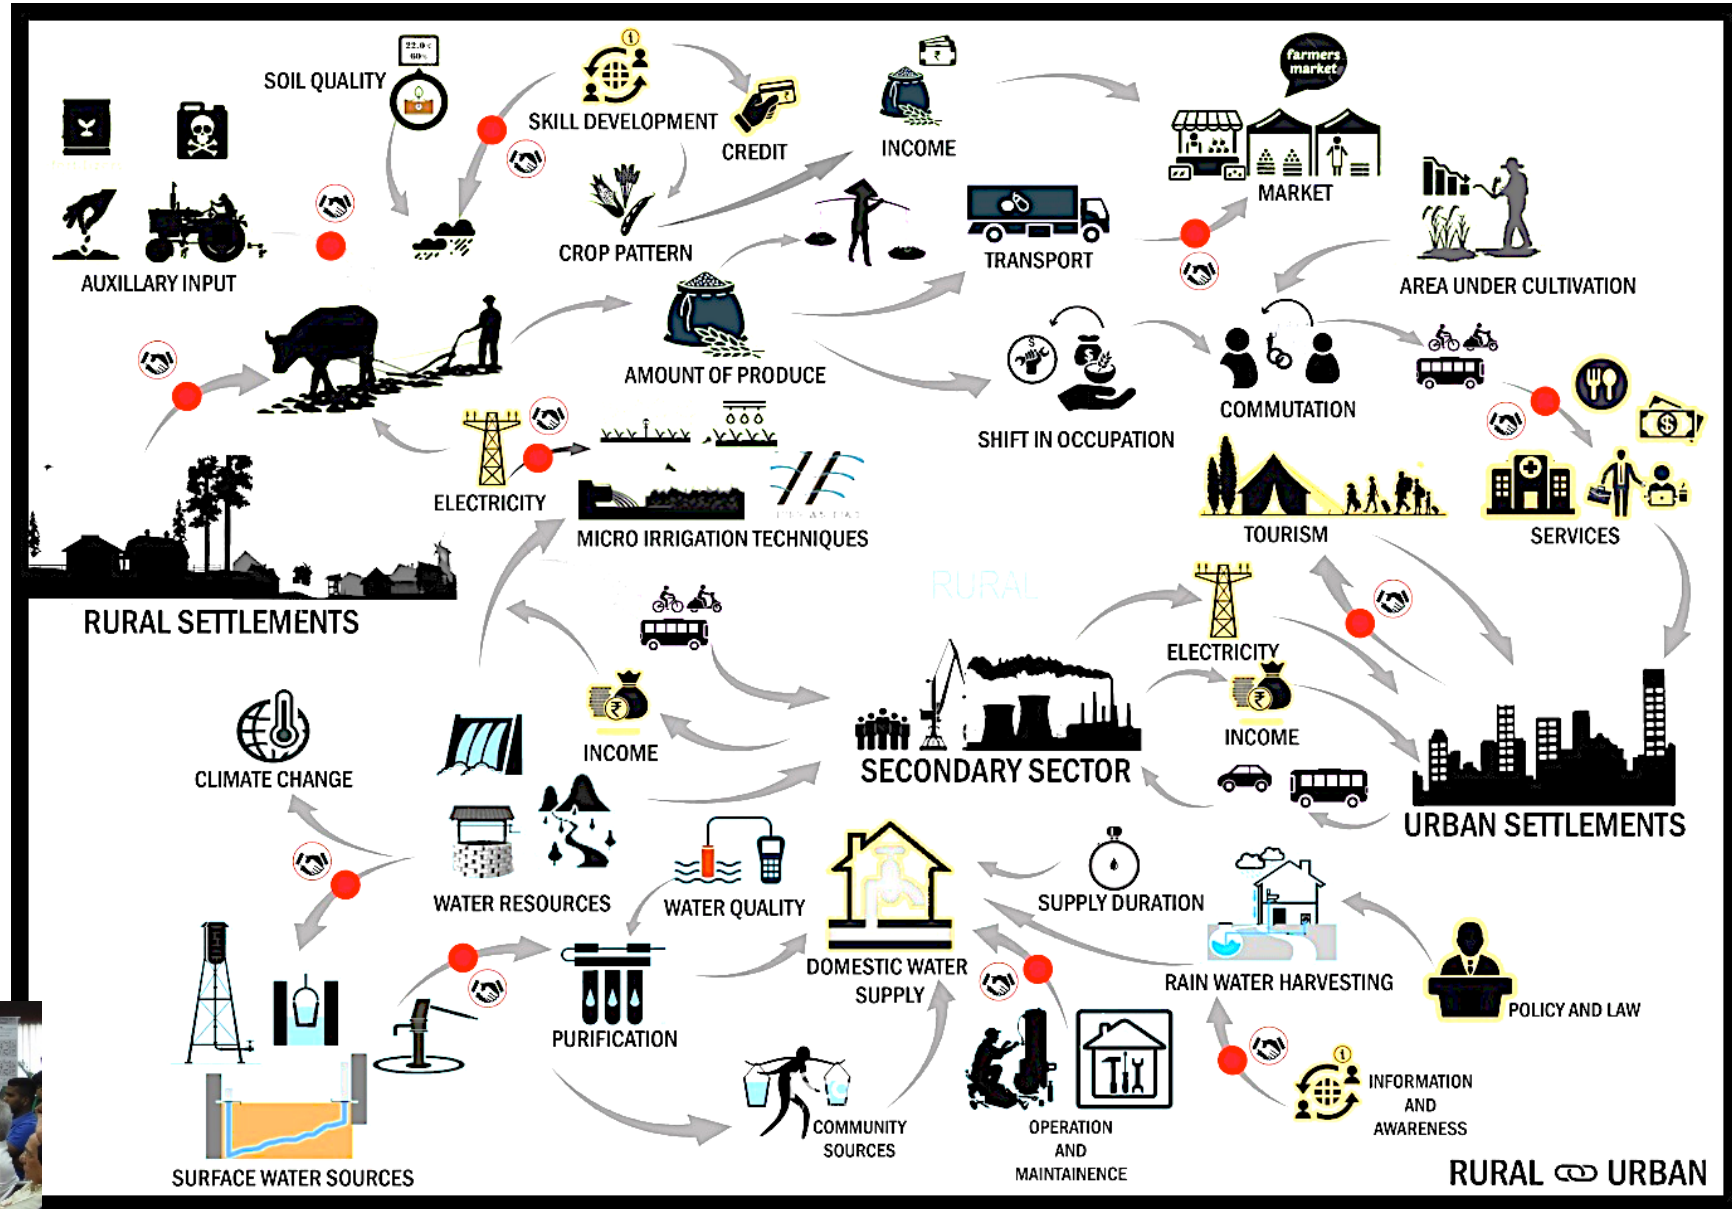 22.0 c
60%
SOIL QUALITY
SKILL DEVELOPMENT
CREDIT
INCOME
farmers
market
MARKET
AUXILLARY INPUT
CROP PATTERN
TRANSPORT
AREA UNDER CULTIVATION
AMOUNT OF PRODUCE
SHIFT IN OCCUPATION
COMMUTATION
ELECTRICITY
MICRO IRRIGATION TECHNIQUES
TOURISM
SERVICES
RURAL
RURAL SETTLEMENTS
ELECTRICITY
INCOME
INCOME
SECONDARY SECTOR
URBAN SETTLEMENTS
CLIMATE CHANGE
WATER RESOURCES
WATER QUALITY
SUPPLY DURATION
DOMESTIC WATER
SUPPLY
RAIN WATER HARVESTING
POLICY AND LAW
PURIFICATION
COMMUNITY
SOURCES
OPERATION
AND
MAINTAINENCE
INFORMATION
AND
AWARENESS
SURFACE WATER SOURCES
RURAL URBAN